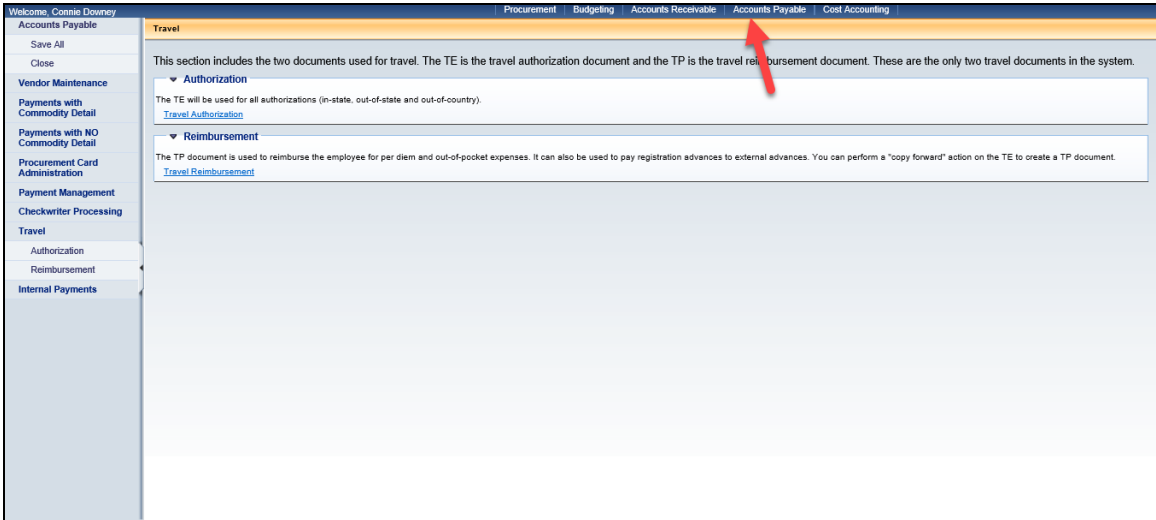 Welcome, Connie Downey
Procurement | Budgeting | Accounts Receivable | Accounts Payable | Cost Accounting |
Accounts Payable
Save All
Close
Vendor Maintenance
Payments with
Commodity Detail
Payments with NO
Commodity Detail
Procurement Card
Administration
Payment Management
Checkwriter Processing
Travel
Authorization
Reimbursement
Internal Payments
Travel
This section includes the two documents used for travel. The TE is the travel authorization document and the TP is the travel reimbursement document. These are the only two travel documents in the system.
Authorization
The TE will be used for all authorizations (in-state, out-of-state and out-of-country).
Travel Authorization
Reimbursement
The TP document is used to reimburse the employee for per diem and out-of-pocket expenses. It can also be used to pay registration advances to external advances. You can perform a "copy forward" action on the TE to create a TP document.
Travel Reimbursement